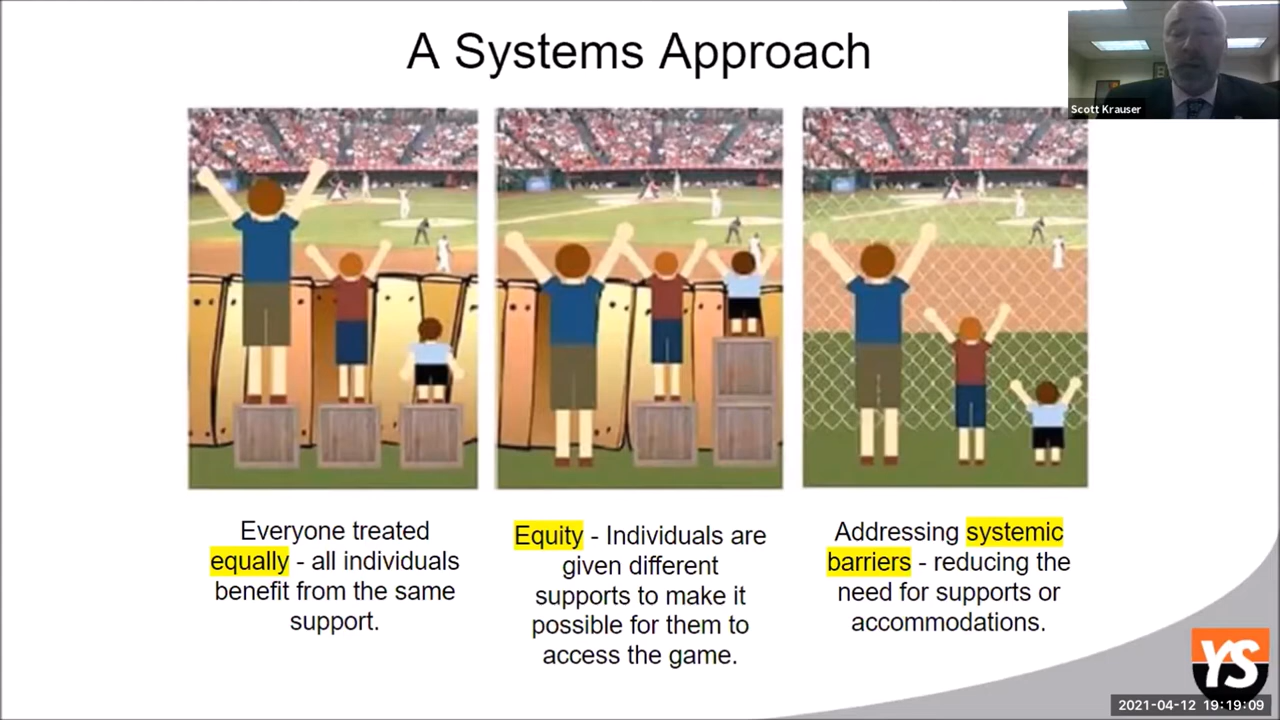 A Systems Approach
Scott Krauser
Everyone treated
equally - all individuals
benefit from the same
support.
Equity - Individuals are
given different
supports to make it
possible for them to
access the game.
Addressing systemic
barriers - reducing the
need for supports or
accommodations.
YS
2021-04-12 19:19:09